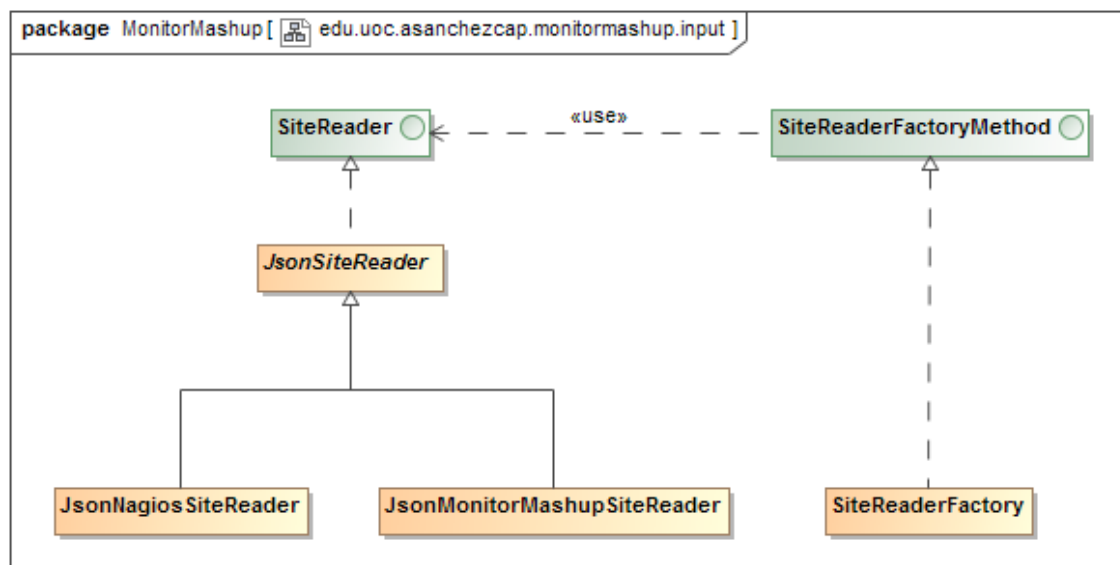 package MonitorMashup [ edu.uoc.asanchezcap.monitormashup.input ]
SiteReader
«use»
SiteReaderFactoryMethod
JsonSiteReader
JsonNagiosSiteReader
JsonMonitorMashupSiteReader
SiteReaderFactory